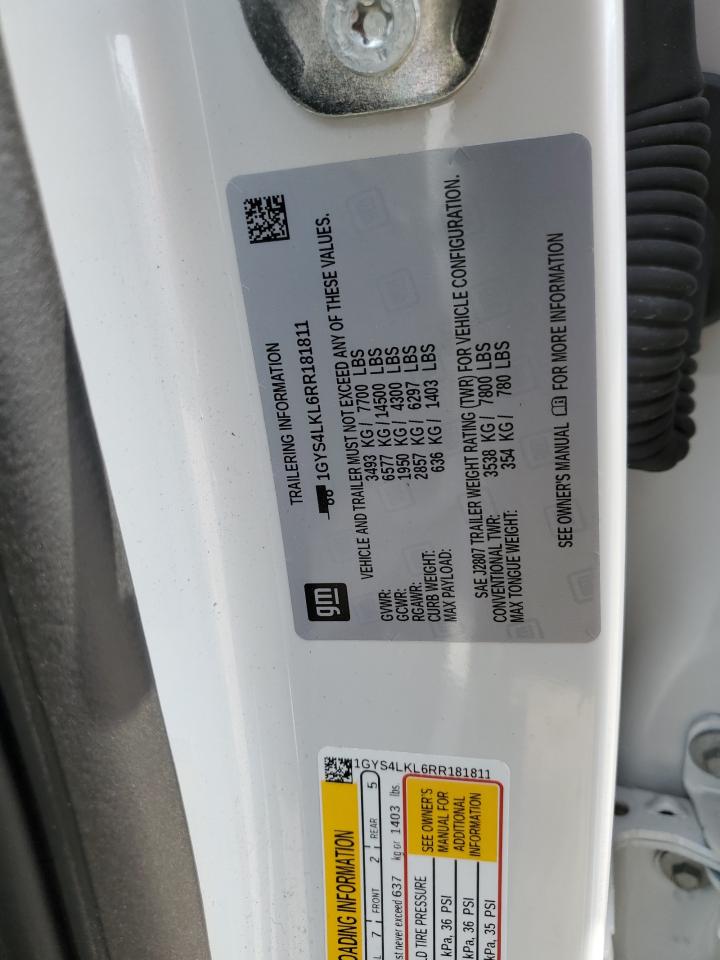 gm
TRAILERING INFORMATION
1GYS4LKL6RR181811
VEHICLE AND TRAILER MUST NOT EXCEED ANY OF THESE VALUES.
GVWR: 3493 KG / 7700 LBS
GCWR: 6577 KG /14500 LBS
RGAWR: 1950 KG / 4300 LBS
CURB WEIGHT: 2857 KG / 6297 LBS
MAX PAYLOAD: 636 KG / 1403 LBS
SAE J2807 TRAILER WEIGHT RATING (TWR) FOR VEHICLE CONFIGURATION.
CONVENTIONAL TWR: 3538 KG / 7800 LBS
MAX TONGUE WEIGHT: 354 KG / 780 LBS
SEE OWNER'S MANUAL FOR MORE INFORMATION
1GYS4LKL6RR181811
INFORMATION
7 FRONT 2 REAR 5
never exceed 637 kg or 1403 lbs
TIRE PRESSURE
kPa, 36 PSI
kPa, 36 PSI
kPa, 35 PSI
SEE OWNER'S
MANUAL FOR
ADDITIONAL
INFORMATION